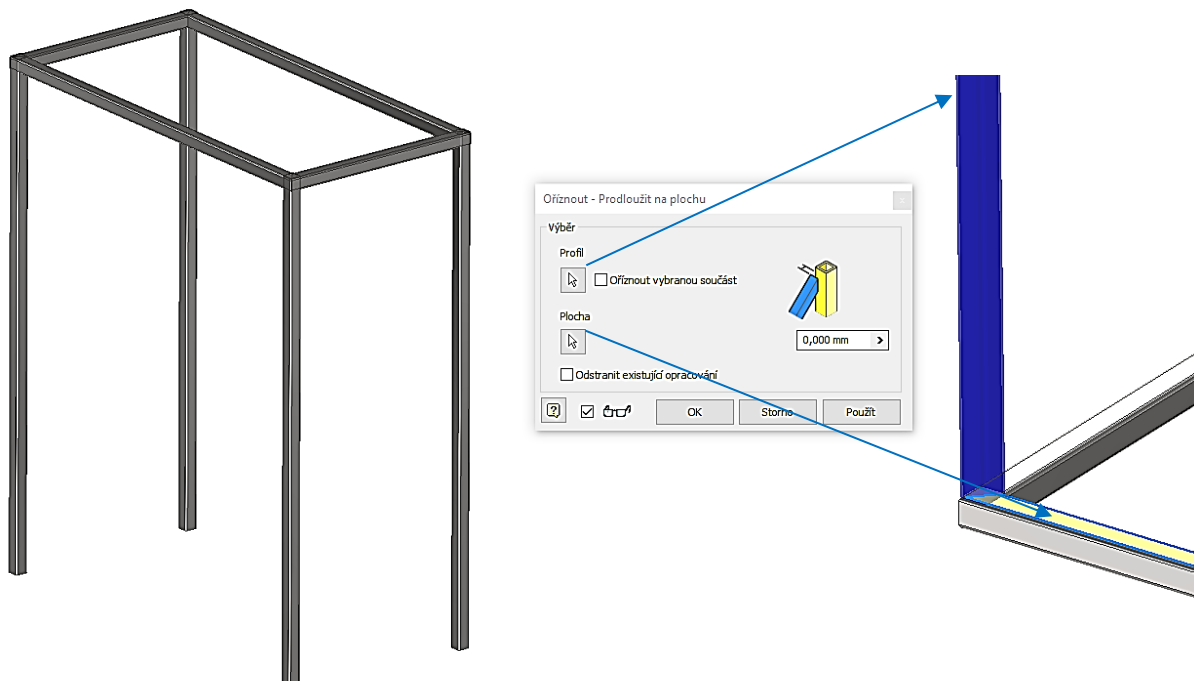 Oříznout - Prodloužit na plochu
Výběr
Profil
Oříznout vybranou součást
Plocha
0,000 mm
Odstranit existující opracování
OK
Storno
Použít